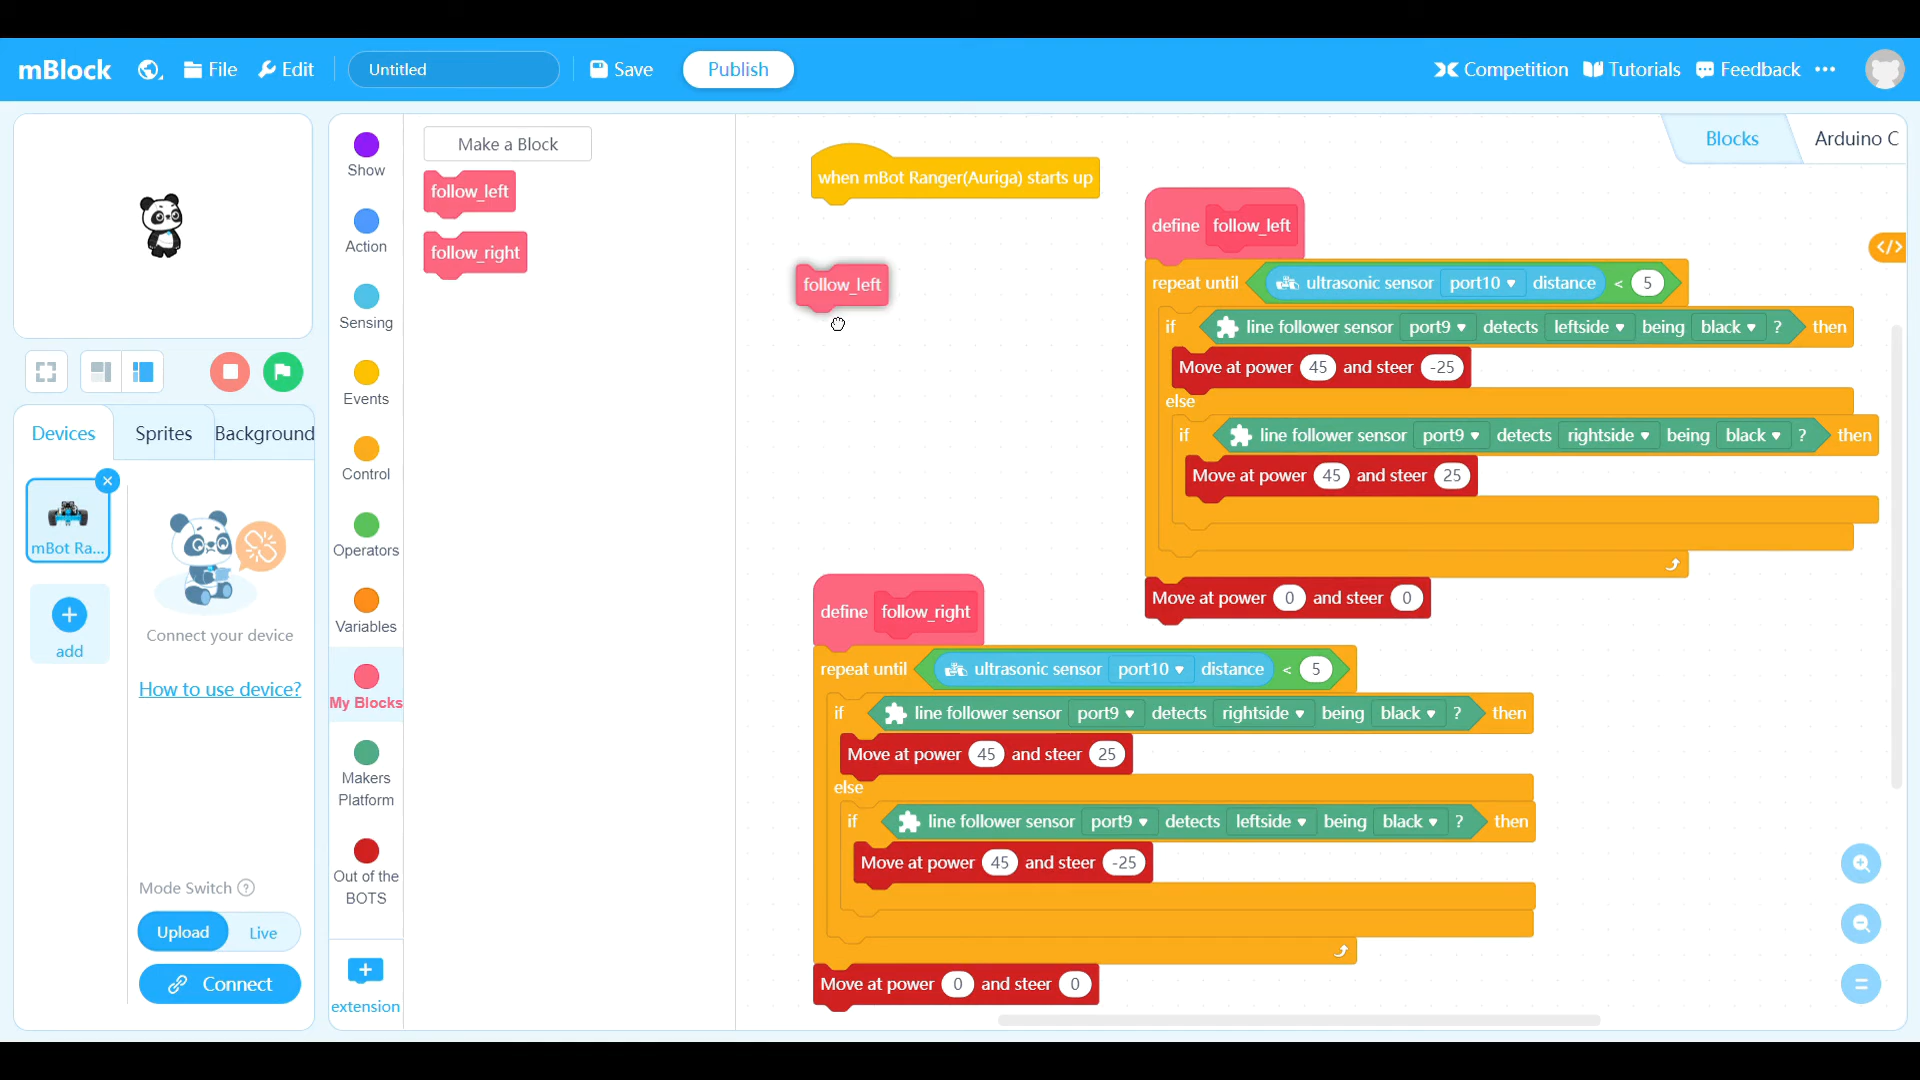 mBlock File Edit Untitled Save Publish Competition Tutorials Feedback
Show
Action
Sensing
Events
Control
Operators
Variables
My Blocks
Makers
Platform
Out of the
BOTS
extension
Devices Sprites Background
mBot Ra...
add
Connect your device
How to use device?
Mode Switch ?
Upload Live
Connect
Make a Block
follow_left
follow_right
Blocks Arduino C
</>
when mBot Ranger(Auriga) starts up
follow_left
define follow_left
repeat until ultrasonic sensor port10 distance < 5
if line follower sensor port9 detects leftside being black ? then
Move at power 45 and steer -25
else
if line follower sensor port9 detects rightside being black ? then
Move at power 45 and steer 25
Move at power 0 and steer 0
define follow_right
repeat until ultrasonic sensor port10 distance < 5
if line follower sensor port9 detects rightside being black ? then
Move at power 45 and steer 25
else
if line follower sensor port9 detects leftside being black ? then
Move at power 45 and steer -25
Move at power 0 and steer 0